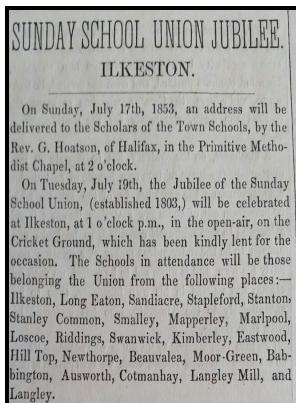 SUNDAY SCHOOL UNION JUBILEE.
ILKESTON.
On Sunday, July 17th, 1853, an address will be
delivered to the Scholars of the Town Schools, by the
Rev. G. Hoatson, of Halifax, in the Primitive Metho-
dist Chapel, at 2 o'clock.
On Tuesday, July 19th, the Jubilee of the Sunday
School Union, (established 1803,) will be celebrated
at Ilkeston, at 1 o'clock p.m., in the open-air, on the
Cricket Ground, which has been kindly lent for the
occasion. The Schools in attendance will be those
belonging the Union from the following places:—
Ilkeston, Long Eaton, Sandiacre, Stapleford, Stanton,
Stanley Common, Smalley, Mapperley, Marlpool,
Loscoe, Riddings, Swanwick, Kimberley, Eastwood,
Hill Top, Newthorpe, Beauvalea, Moor-Green, Bab-
bington, Ausworth, Cotmanhay, Langley Mill, and
Langley.